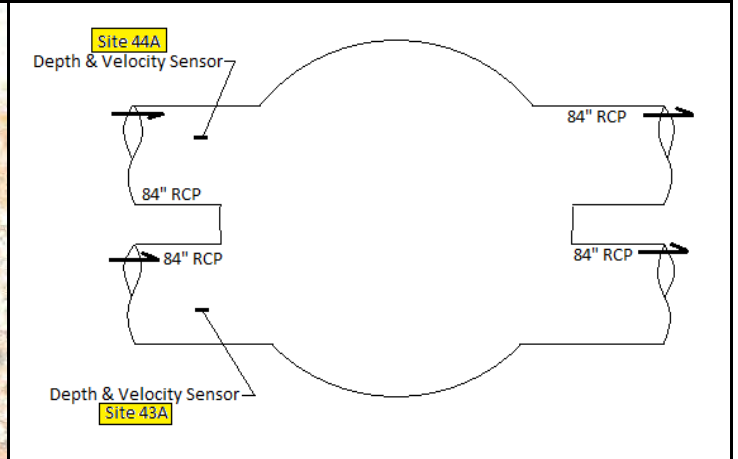 Site 44A
Depth & Velocity Sensor
84" RCP
84" RCP
84" RCP
84" RCP
Depth & Velocity Sensor
Site 43A